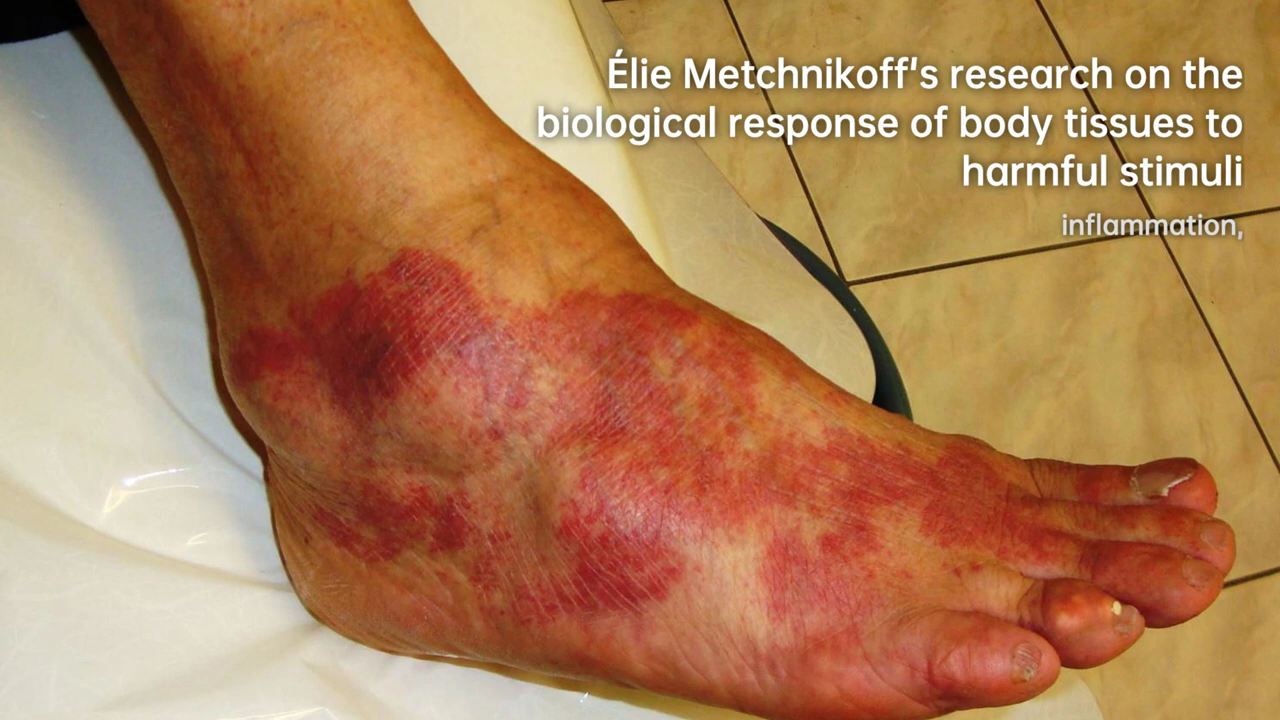 Élie Metchnikoff's research on the
biological response of body tissues to
harmful stimuli
inflammation,